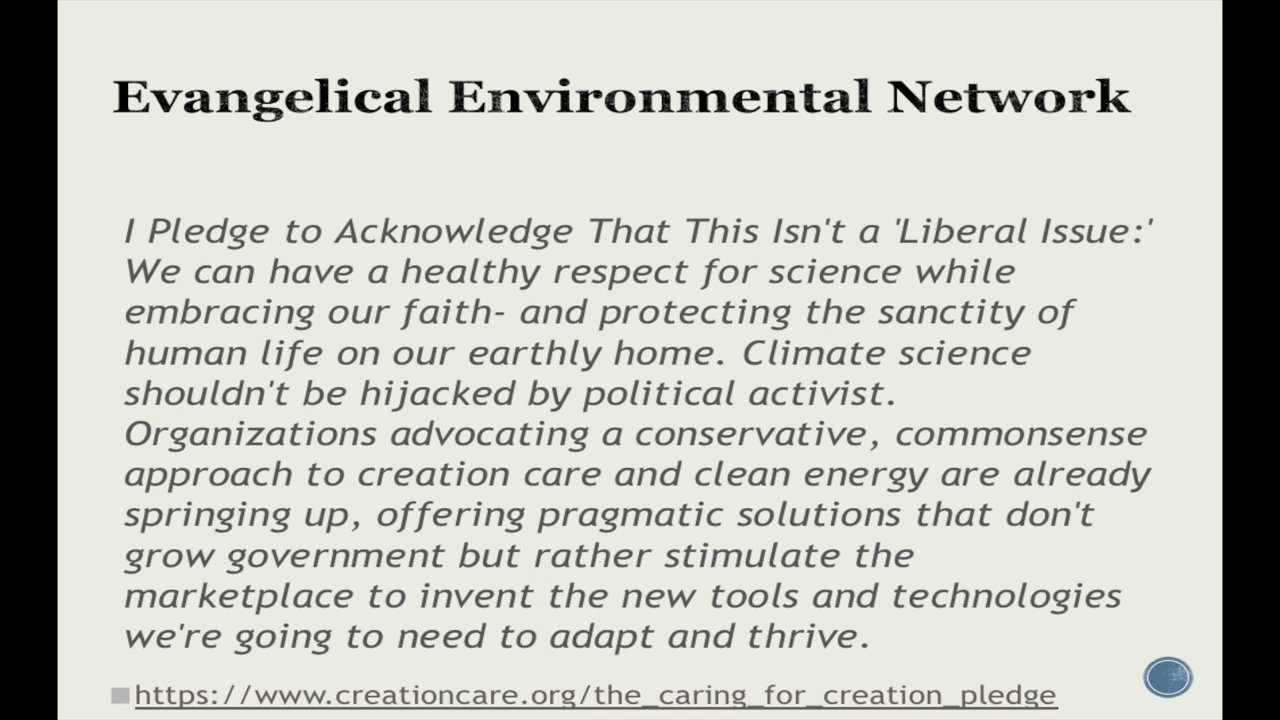 Evangelical Environmental Network
I Pledge to Acknowledge That This Isn't a 'Liberal Issue:'
We can have a healthy respect for science while
embracing our faith- and protecting the sanctity of
human life on our earthly home. Climate science
shouldn't be hijacked by political activist.
Organizations advocating a conservative, commonsense
approach to creation care and clean energy are already
springing up, offering pragmatic solutions that don't
grow government but rather stimulate the
marketplace to invent the new tools and technologies
we're going to need to adapt and thrive.
https://www.creationcare.org/the_caring_for_creation_pledge